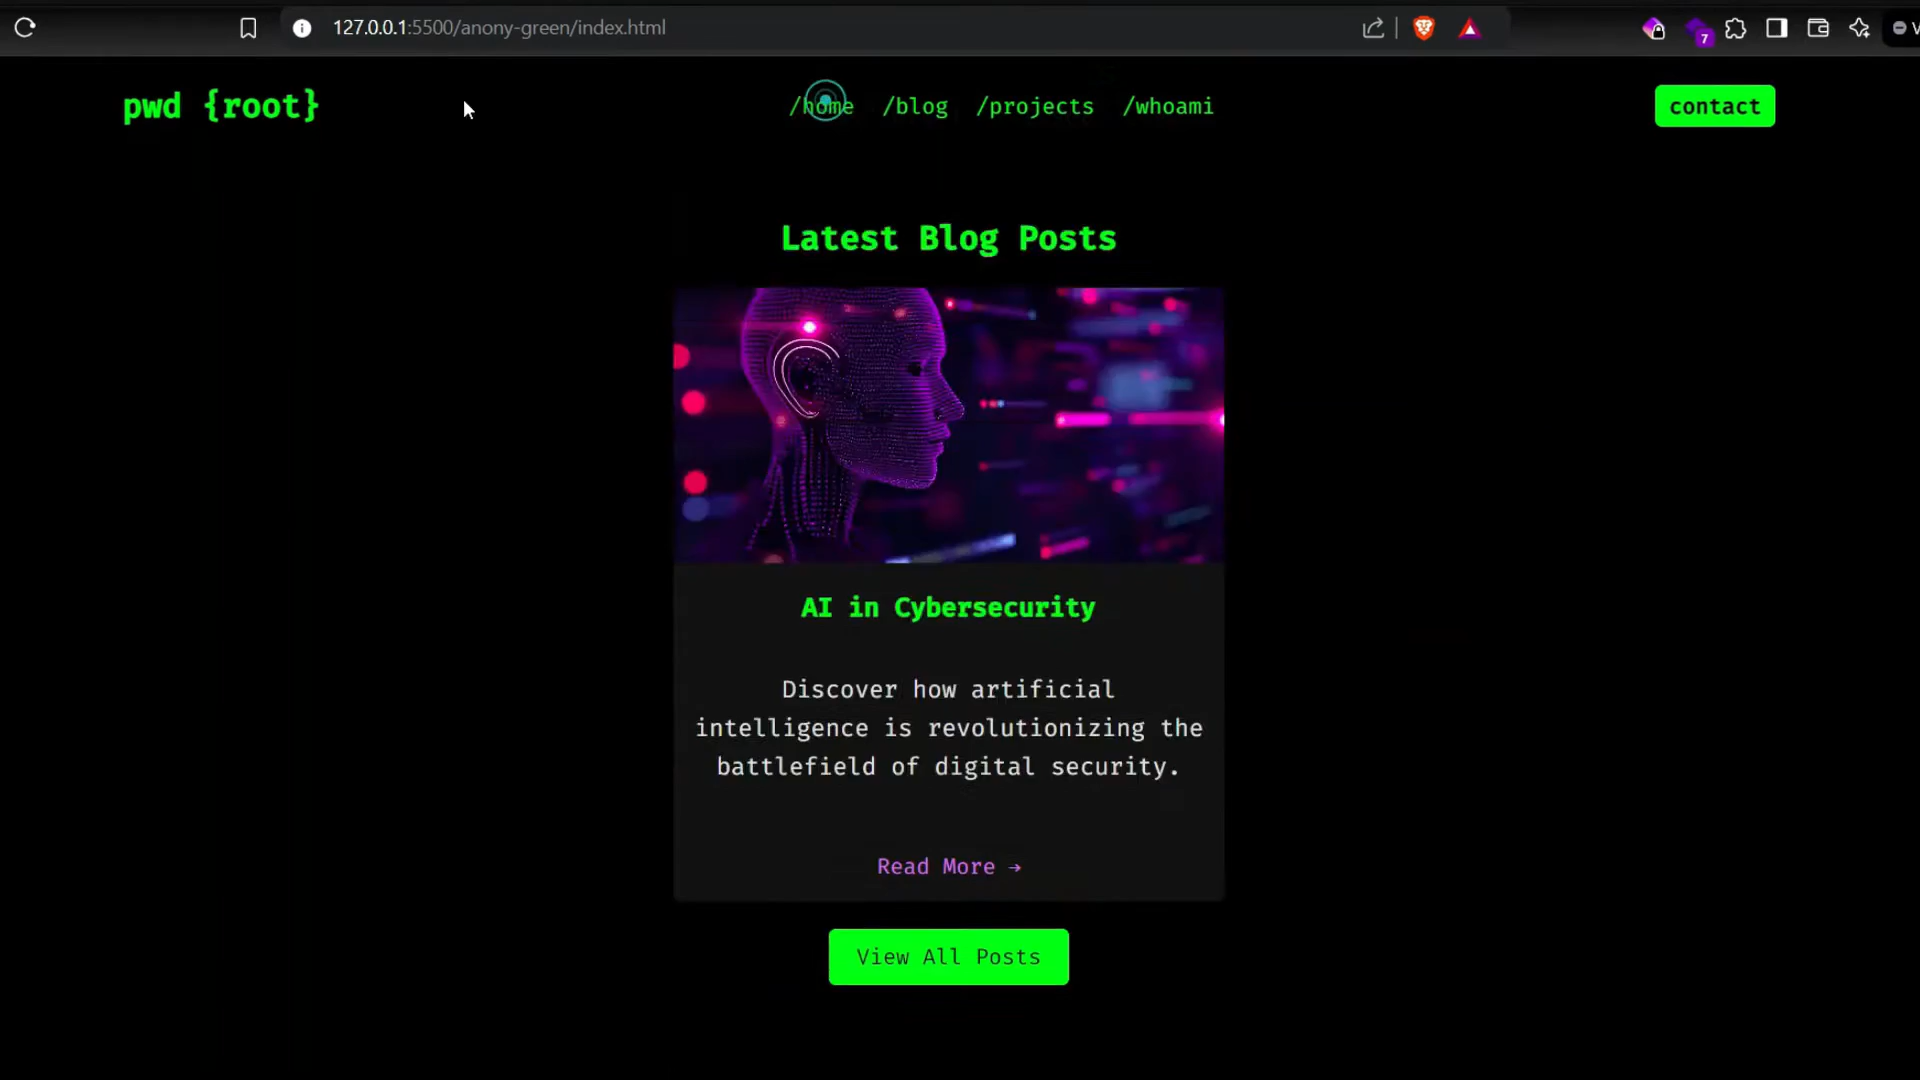 127.0.0.1:5500/anony-green/index.html
7
V
pwd {root}
/home /blog /projects /whoami
contact
Latest Blog Posts
AI in Cybersecurity
Discover how artificial
intelligence is revolutionizing the
battlefield of digital security.
Read More →
View All Posts